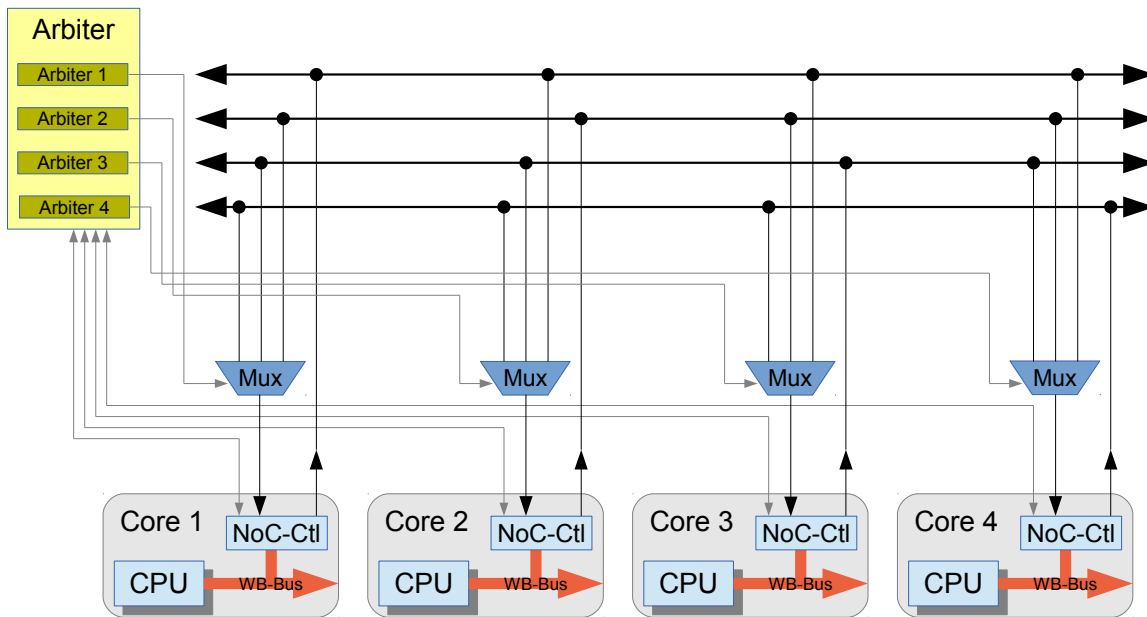 Arbiter
Arbiter 1
Arbiter 2
Arbiter 3
Arbiter 4
Mux Mux Mux Mux
Core 1 NoC-Ctl Core 2 NoC-Ctl Core 3 NoC-Ctl Core 4 NoC-Ctl
CPU WB-Bus CPU WB-Bus CPU WB-Bus CPU WB-Bus